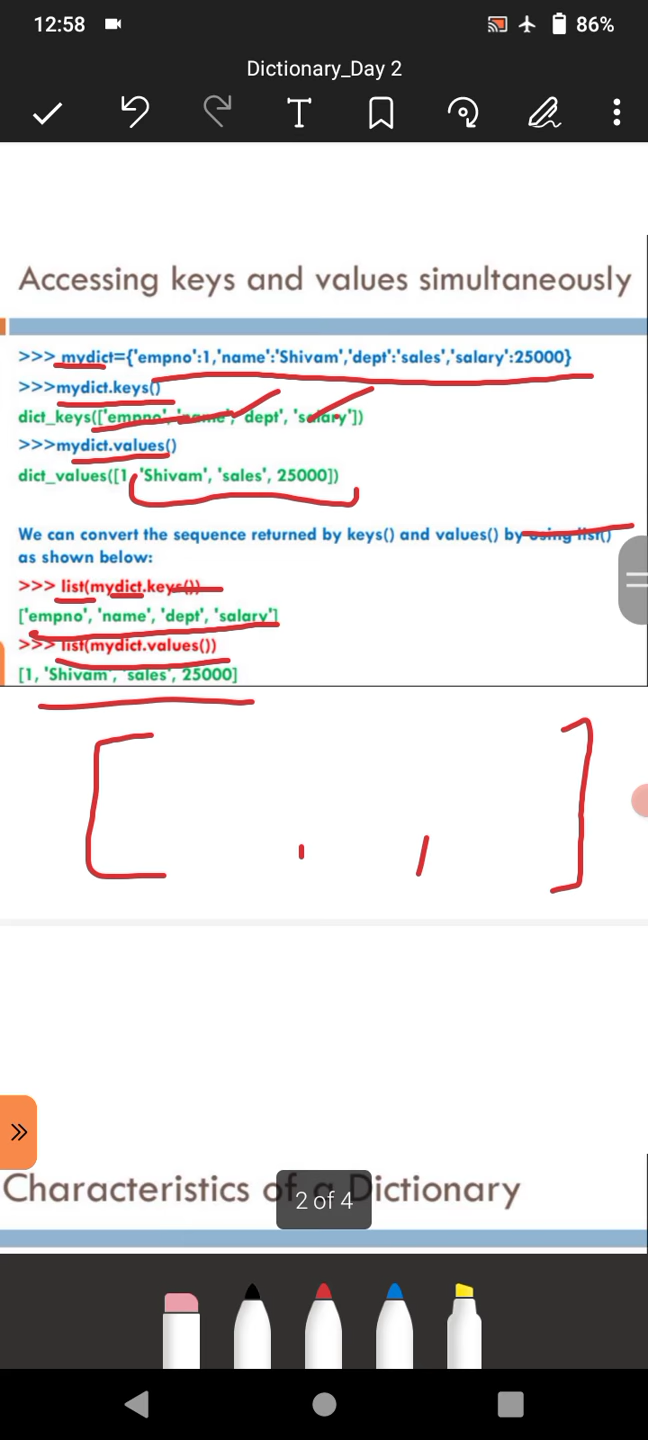 12:58
86%
Dictionary_Day 2
T
Accessing keys and values simultaneously
>>> mydict={'empno':1,'name':'Shivam','dept':'sales','salary':25000}
>>>mydict.keys()
dict_keys(['empno', 'name', 'dept', 'salary'])
>>>mydict.values()
dict_values([1, 'Shivam', 'sales', 25000])
We can convert the sequence returned by keys() and values() by using list()
as shown below:
>>> list(mydict.keys())
['empno', 'name', 'dept', 'salary']
>>> list(mydict.values())
[1, 'Shivam', 'sales', 25000]
[ , , ]
Characteristics of a Dictionary
2 of 4